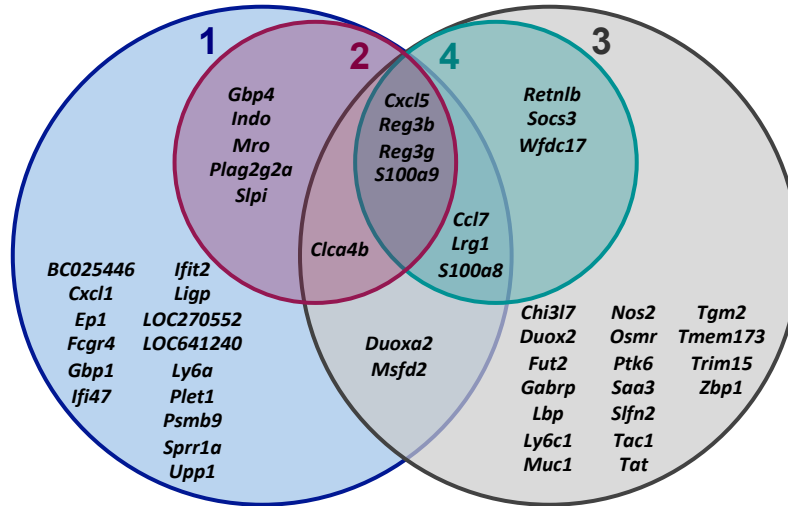 1
2
4
3
Gbp4
Indo
Mro
Plag2g2a
Slpi
Cxcl5
Reg3b
Reg3g
S100a9
Retnlb
Socs3
Wfdc17
Clca4b
Ccl7
Lrg1
S100a8
BC025446
Cxcl1
Ep1
Fcgr4
Gbp1
Ifi47
Ifit2
Ligp
LOC270552
LOC641240
Ly6a
Plet1
Psmb9
Sprr1a
Upp1
Duoxa2
Msfd2
Chi3l7
Duox2
Fut2
Gabrp
Lbp
Ly6c1
Muc1
Nos2
Osmr
Ptk6
Saa3
Slfn2
Tac1
Tat
Tgm2
Tmem173
Trim15
Zbp1